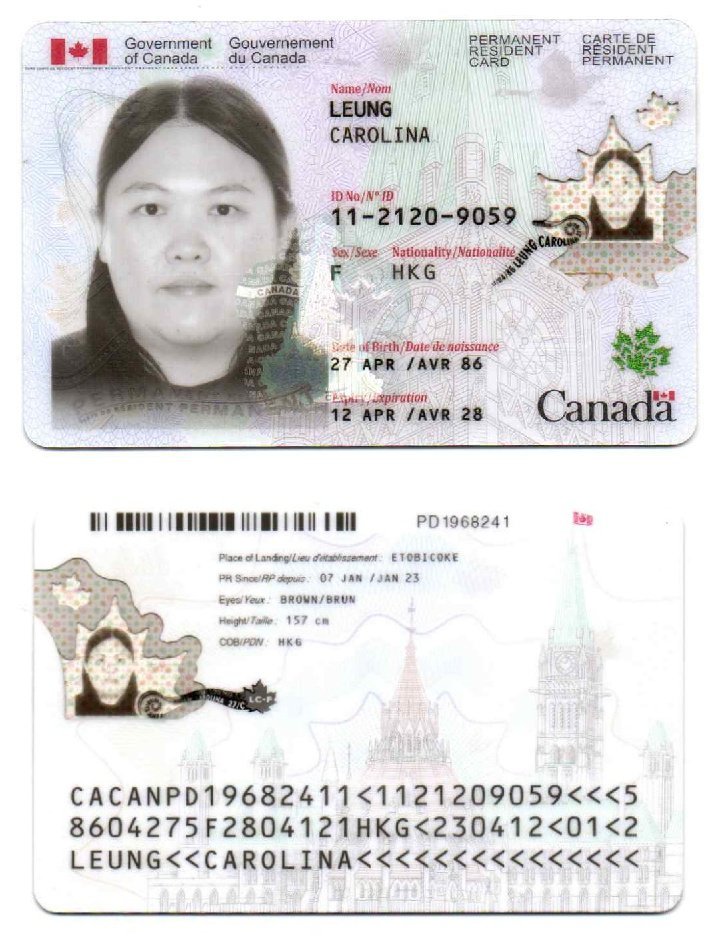 Government of Canada
Gouvernement du Canada
PERMANENT RESIDENT CARD
CARTE DE RÉSIDENT PERMANENT
Name/Nom
LEUNG
CAROLINA
ID No/Nº ID
11-2120-9059
Sex/Sexe Nationality/Nationalité
F HKG
LEUNG CAROLINA
CANADA
Date of Birth/Date de naissance
27 APR /AVR 86
Expiry/Expiration
12 APR /AVR 28
Canada
PD1968241
Place of Landing/Lieu d'établissement: ETOBICOKE
PR Since/RP depuis: 07 JAN /JAN 23
Eyes/Yeux: BROWN/BRUN
Height/Taille: 157 cm
COB/PDN: HKG
LC-P
CACANPD19682411<1121209059<<<5
8604275F2804121HKG<230412<01<2
LEUNG<<CAROLINA<<<<<<<<<<<<<<<